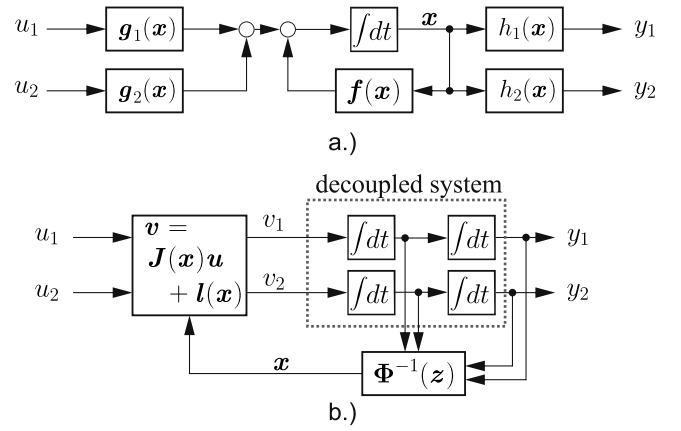 u₁ g₁(x) ∫dt x h₁(x) y₁
u₂ g₂(x) f(x) h₂(x) y₂
a.)
decoupled system
u₁ v = v₁ ∫dt ∫dt y₁
J(x)u
u₂ + l(x) v₂ ∫dt ∫dt y₂
x Φ⁻¹(z)
b.)